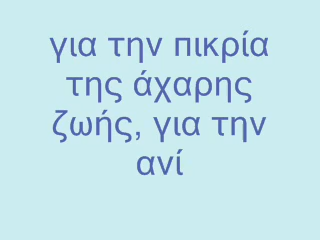 για την πικρία
της άχαρης
ζωής, για την
ανί